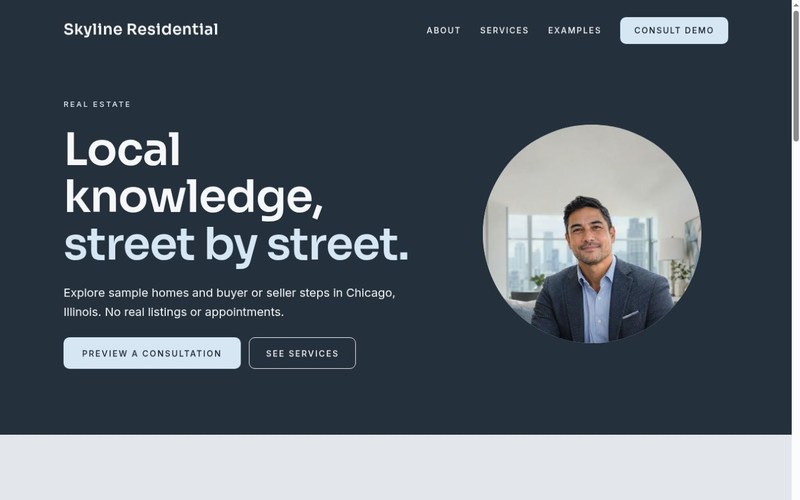 Skyline Residential
ABOUT
SERVICES
EXAMPLES
CONSULT DEMO
REAL ESTATE
Local
knowledge,
street by street.
Explore sample homes and buyer or seller steps in Chicago,
Illinois. No real listings or appointments.
PREVIEW A CONSULTATION
SEE SERVICES